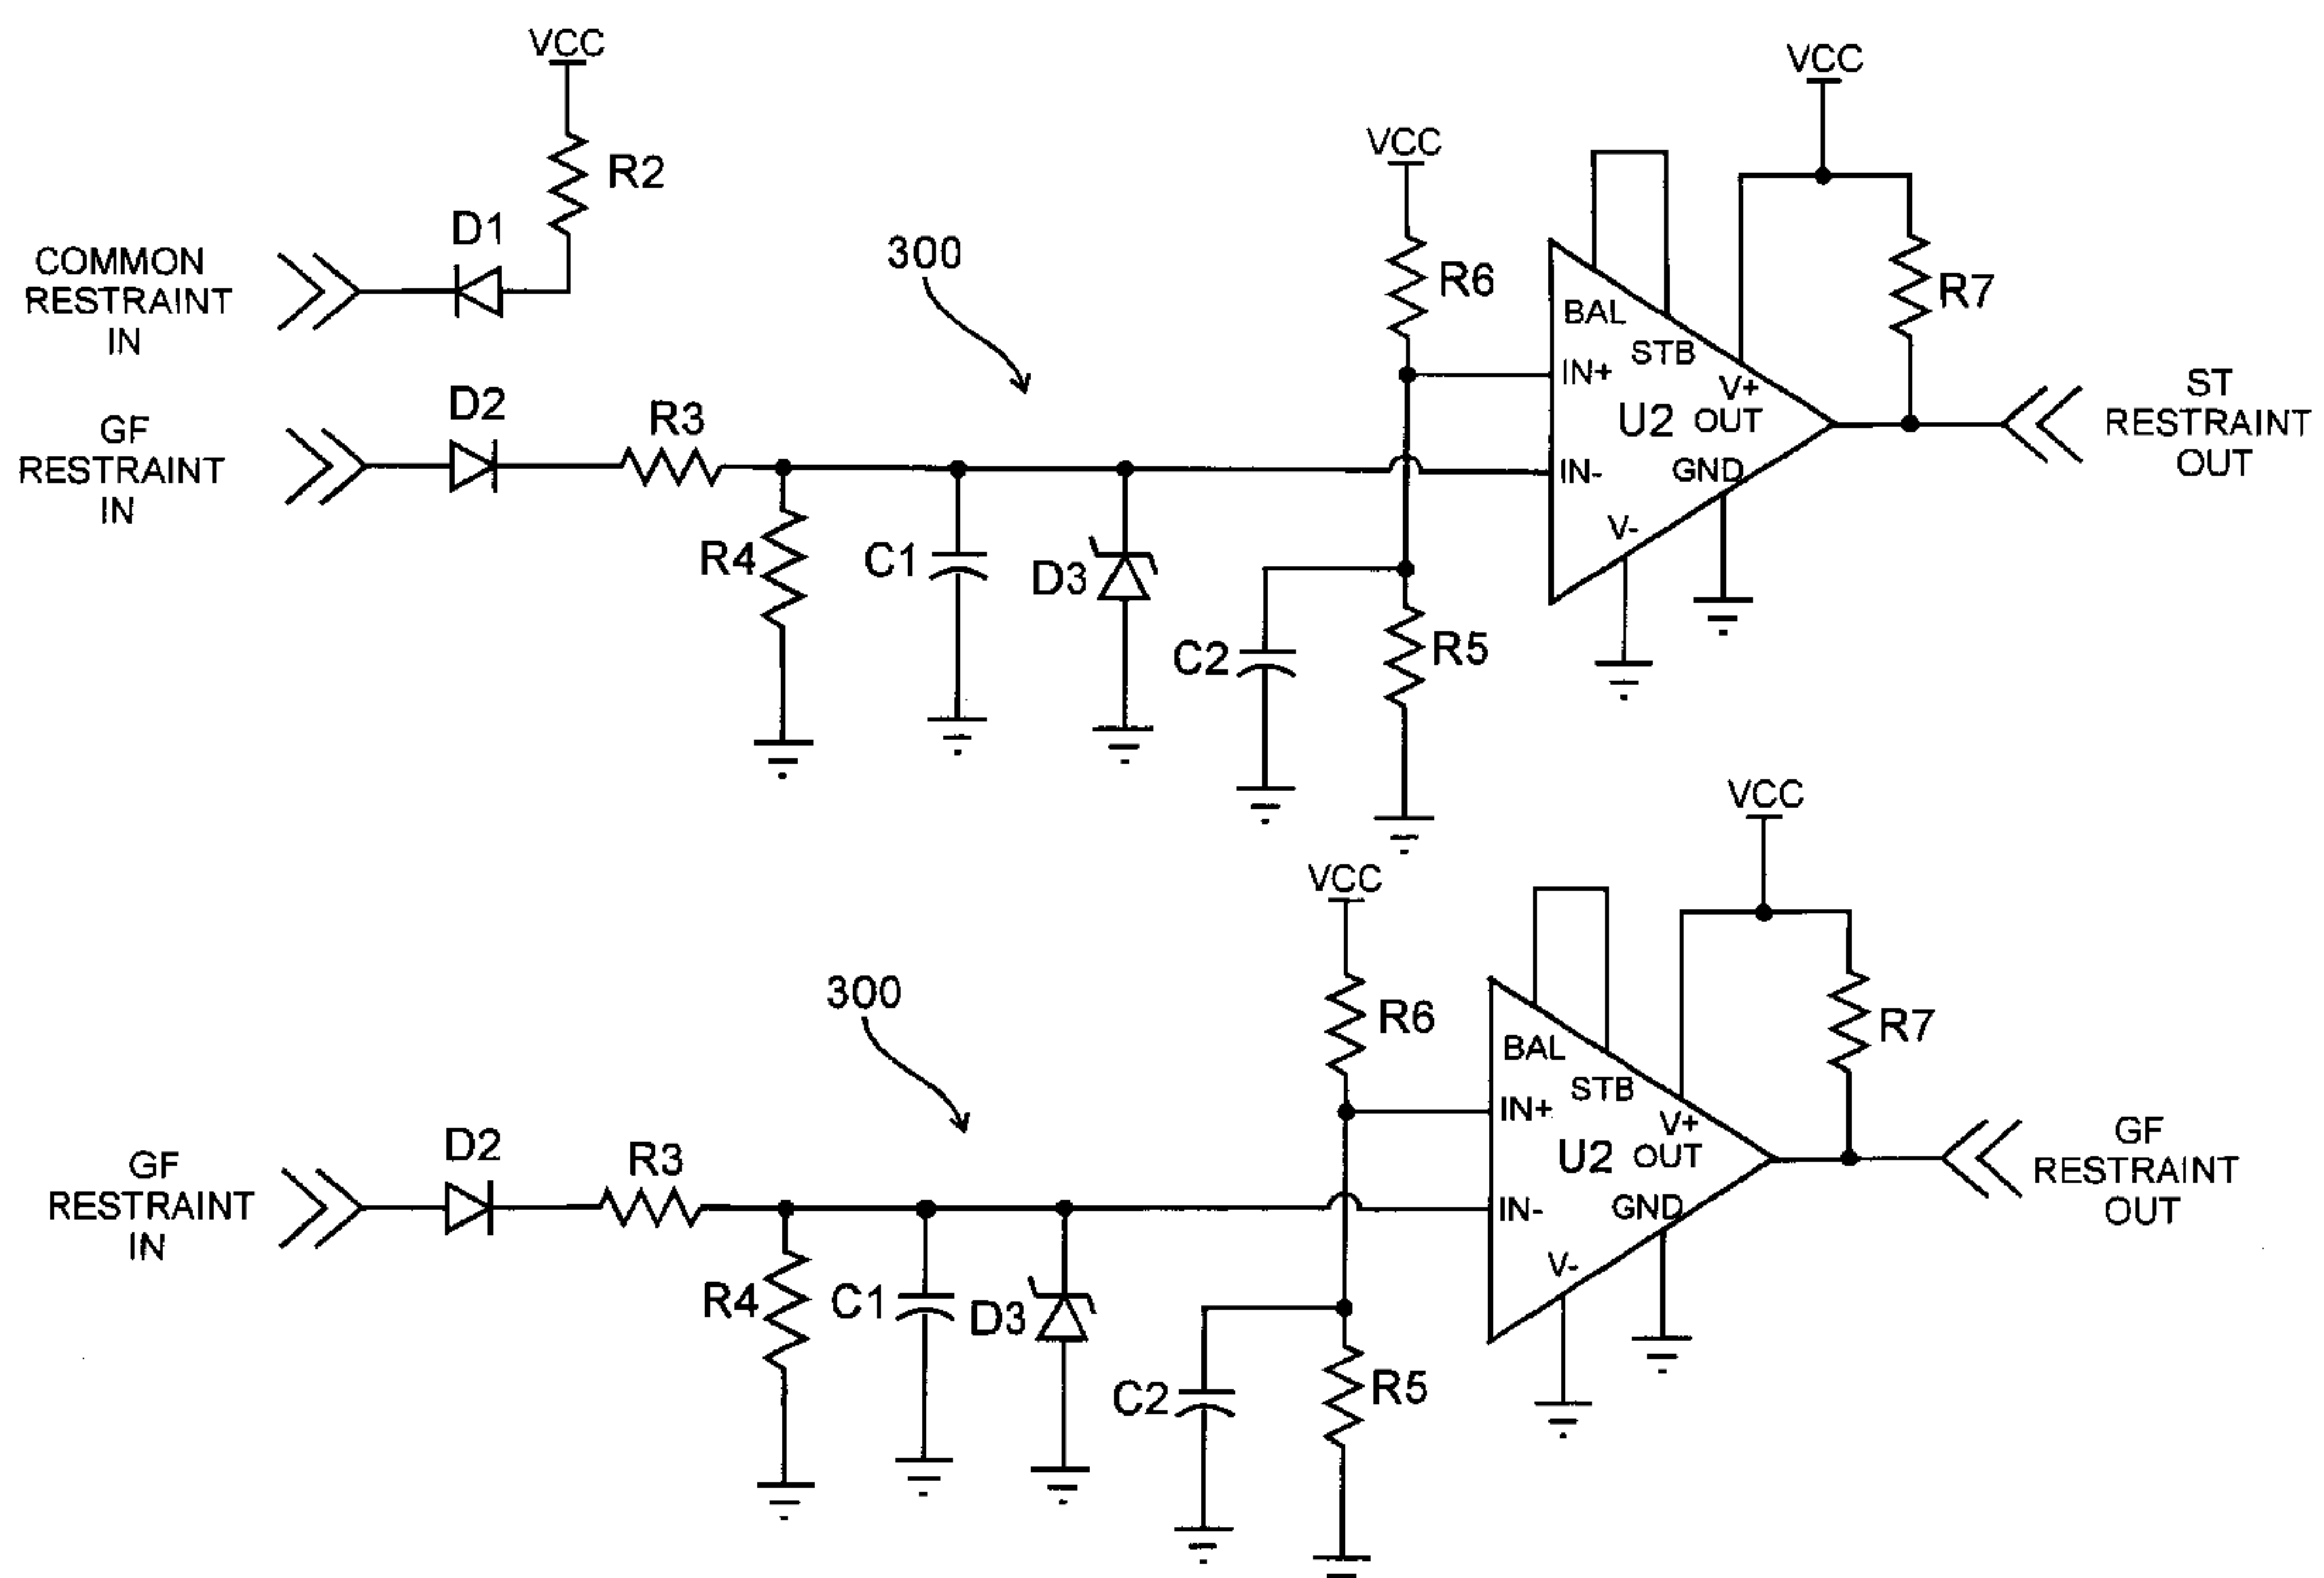 VCC
R2
D1
COMMON
RESTRAINT
IN
300
VCC
R6
VCC
R7
BAL
STB
IN+
V+
U2 OUT
IN-
GND
V-
ST
RESTRAINT
OUT
GF
RESTRAINT
IN
D2
R3
R4
C1
D3
C2
R5
VCC
VCC
300
R6
R7
BAL
STB
IN+
V+
U2 OUT
IN-
GND
V-
GF
RESTRAINT
OUT
GF
RESTRAINT
IN
D2
R3
R4
C1
D3
C2
R5